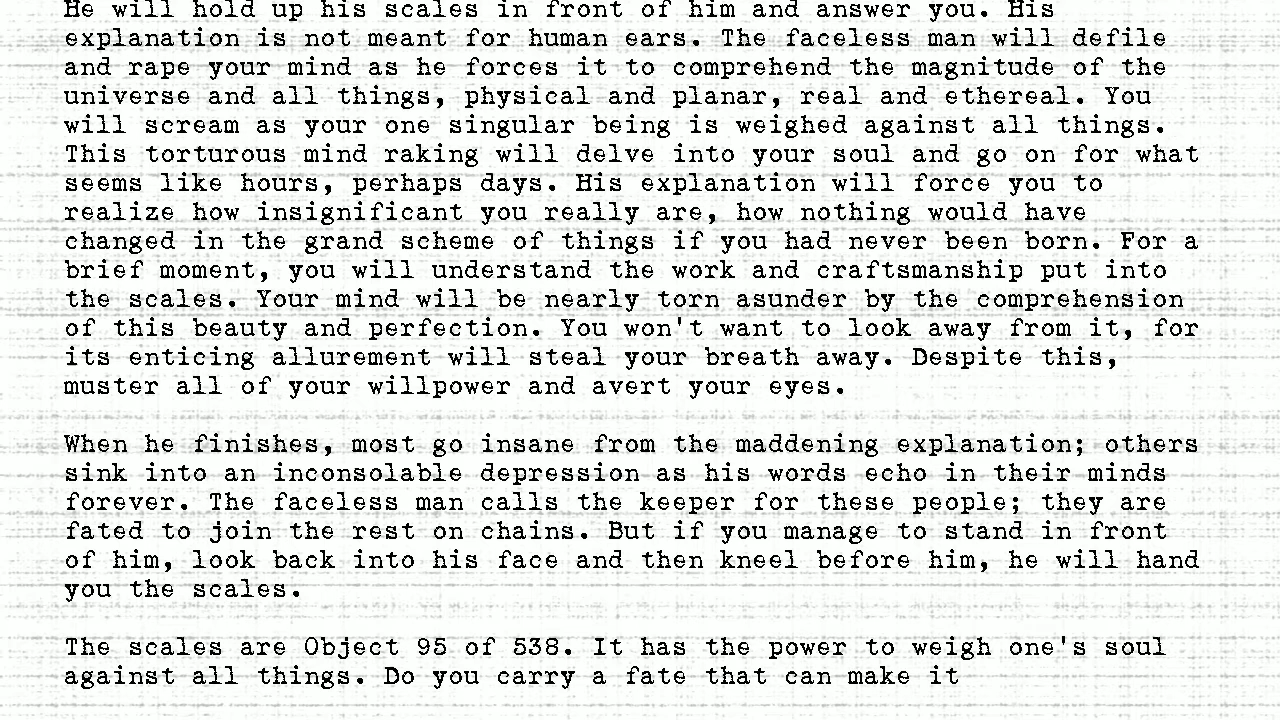 He will hold up his scales in front of him and answer you. His
explanation is not meant for human ears. The faceless man will defile
and rape your mind as he forces it to comprehend the magnitude of the
universe and all things, physical and planar, real and ethereal. You
will scream as your one singular being is weighed against all things.
This torturous mind raking will delve into your soul and go on for what
seems like hours, perhaps days. His explanation will force you to
realize how insignificant you really are, how nothing would have
changed in the grand scheme of things if you had never been born. For a
brief moment, you will understand the work and craftsmanship put into
the scales. Your mind will be nearly torn asunder by the comprehension
of this beauty and perfection. You won't want to look away from it, for
its enticing allurement will steal your breath away. Despite this,
muster all of your willpower and avert your eyes.
When he finishes, most go insane from the maddening explanation; others
sink into an inconsolable depression as his words echo in their minds
forever. The faceless man calls the keeper for these people; they are
fated to join the rest on chains. But if you manage to stand in front
of him, look back into his face and then kneel before him, he will hand
you the scales.
The scales are Object 95 of 538. It has the power to weigh one's soul
against all things. Do you carry a fate that can make it